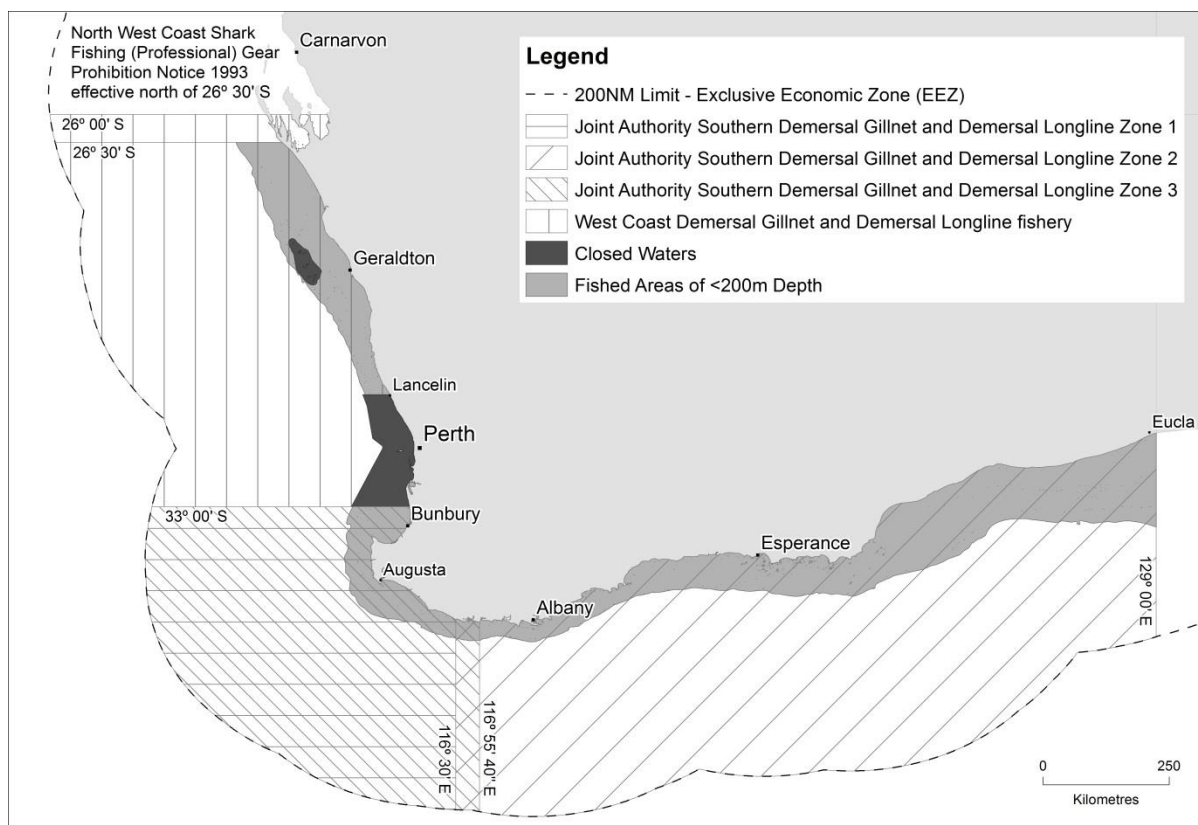 North West Coast Shark
Fishing (Professional) Gear
Prohibition Notice 1993
effective north of 26º 30' S
Carnarvon
26º 00' S
26º 30' S
Geraldton
Lancelin
Perth
33º 00' S
Bunbury
Augusta
Albany
Esperance
Eucla
129º 00' E
116º 30' E
116º 55' 40" E
Legend
200NM Limit - Exclusive Economic Zone (EEZ)
Joint Authority Southern Demersal Gillnet and Demersal Longline Zone 1
Joint Authority Southern Demersal Gillnet and Demersal Longline Zone 2
Joint Authority Southern Demersal Gillnet and Demersal Longline Zone 3
West Coast Demersal Gillnet and Demersal Longline fishery
Closed Waters
Fished Areas of <200m Depth
0 250
Kilometres